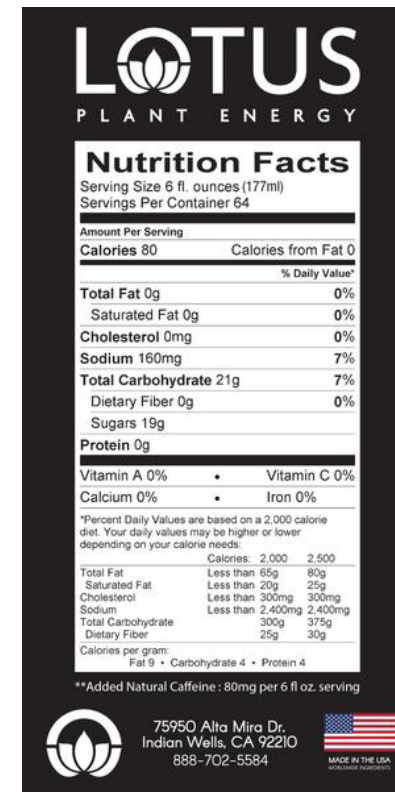 LOTUS
PLANT ENERGY
Nutrition Facts
Serving Size 6 fl. ounces (177ml)
Servings Per Container 64
Amount Per Serving
Calories 80 Calories from Fat 0
% Daily Value*
Total Fat 0g 0%
Saturated Fat 0g 0%
Cholesterol 0mg 0%
Sodium 160mg 7%
Total Carbohydrate 21g 7%
Dietary Fiber 0g 0%
Sugars 19g
Protein 0g
Vitamin A 0% • Vitamin C 0%
Calcium 0% • Iron 0%
*Percent Daily Values are based on a 2,000 calorie
diet. Your daily values may be higher or lower
depending on your calorie needs:
Calories: 2,000 2,500
Total Fat Less than 65g 80g
Saturated Fat Less than 20g 25g
Cholesterol Less than 300mg 300mg
Sodium Less than 2,400mg 2,400mg
Total Carbohydrate 300g 375g
Dietary Fiber 25g 30g
Calories per gram:
Fat 9 • Carbohydrate 4 • Protein 4
**Added Natural Caffeine : 80mg per 6 fl oz. serving
75950 Alta Mira Dr.
Indian Wells, CA 92210
888-702-5584
MADE IN THE USA
WORLDWIDE INGREDIENTS